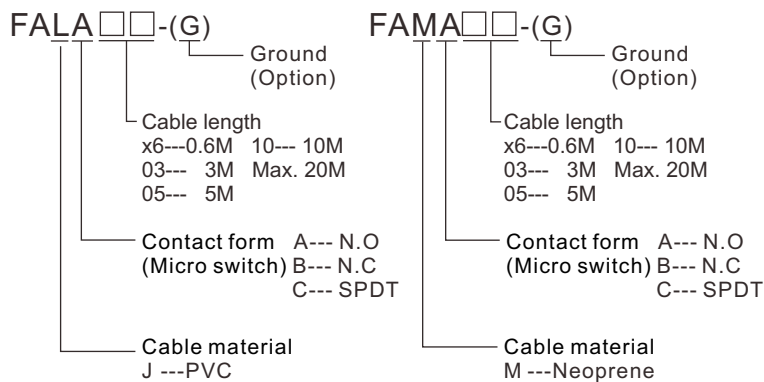 FALA□□-(G)
Ground
(Option)
Cable length
x6---0.6M 10--- 10M
03--- 3M Max. 20M
05--- 5M
Contact form A--- N.O
(Micro switch) B--- N.C
C--- SPDT
Cable material
J ---PVC
FAMA□□-(G)
Ground
(Option)
Cable length
x6---0.6M 10--- 10M
03--- 3M Max. 20M
05--- 5M
Contact form A--- N.O
(Micro switch) B--- N.C
C--- SPDT
Cable material
M ---Neoprene